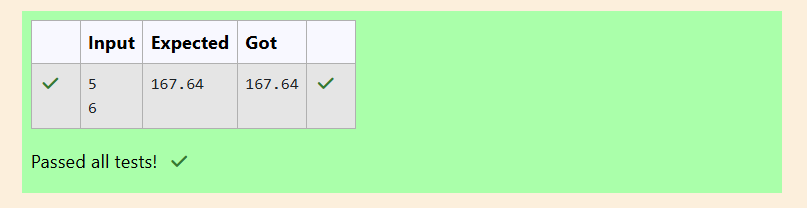 Input Expected Got
5 167.64 167.64
6
Passed all tests!